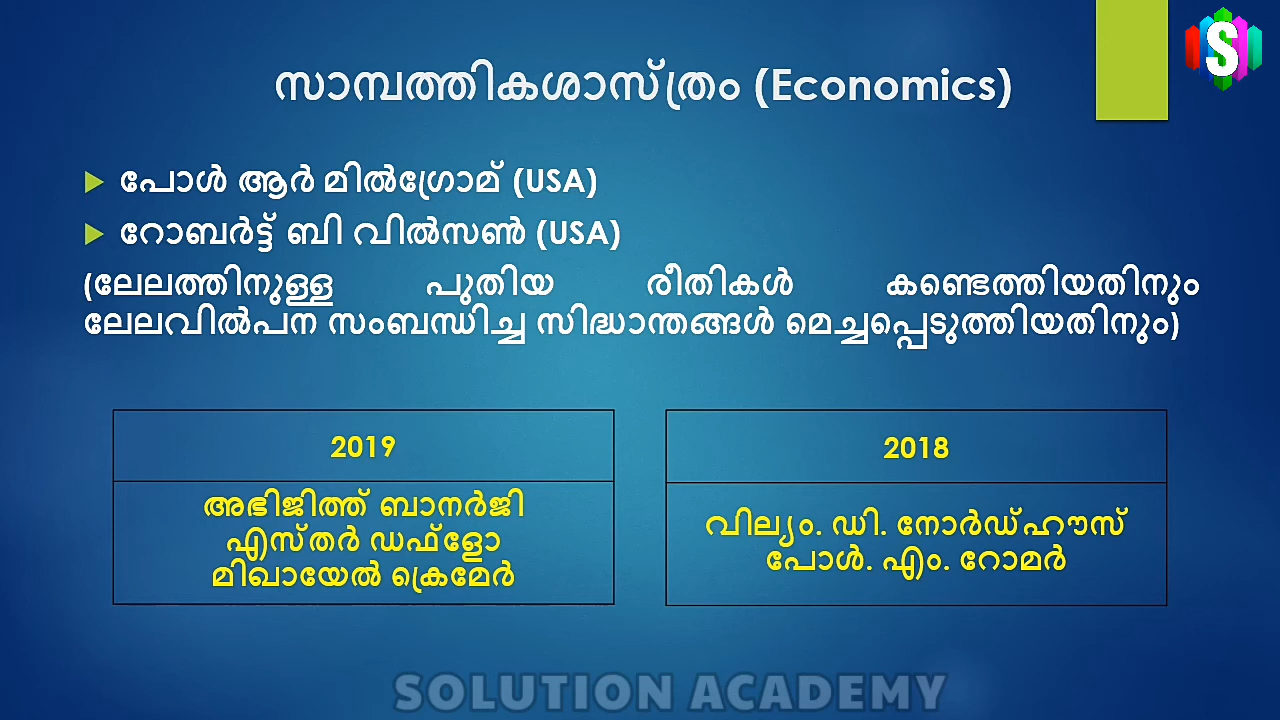 സാമ്പത്തികശാസ്ത്രം (Economics)
പോൾ ആർ മിൽഗ്രോമ് (USA)
റോബർട്ട് ബി വിൽസൺ (USA)
(ലേലത്തിനുള്ള പുതിയ രീതികൾ കണ്ടെത്തിയതിനും
ലേലവിൽപന സംബന്ധിച്ച സിദ്ധാന്തങ്ങൾ മെച്ചപ്പെടുത്തിയതിനും)
2019
അഭിജിത്ത് ബാനർജി
എസ്തർ ഡഫ്ളോ
മിഖായേൽ ക്രെമേർ
2018
വില്യം. ഡി. നോർഡ്ഹൗസ്
പോൾ. എം. റോമർ
S
SOLUTION ACADEMY